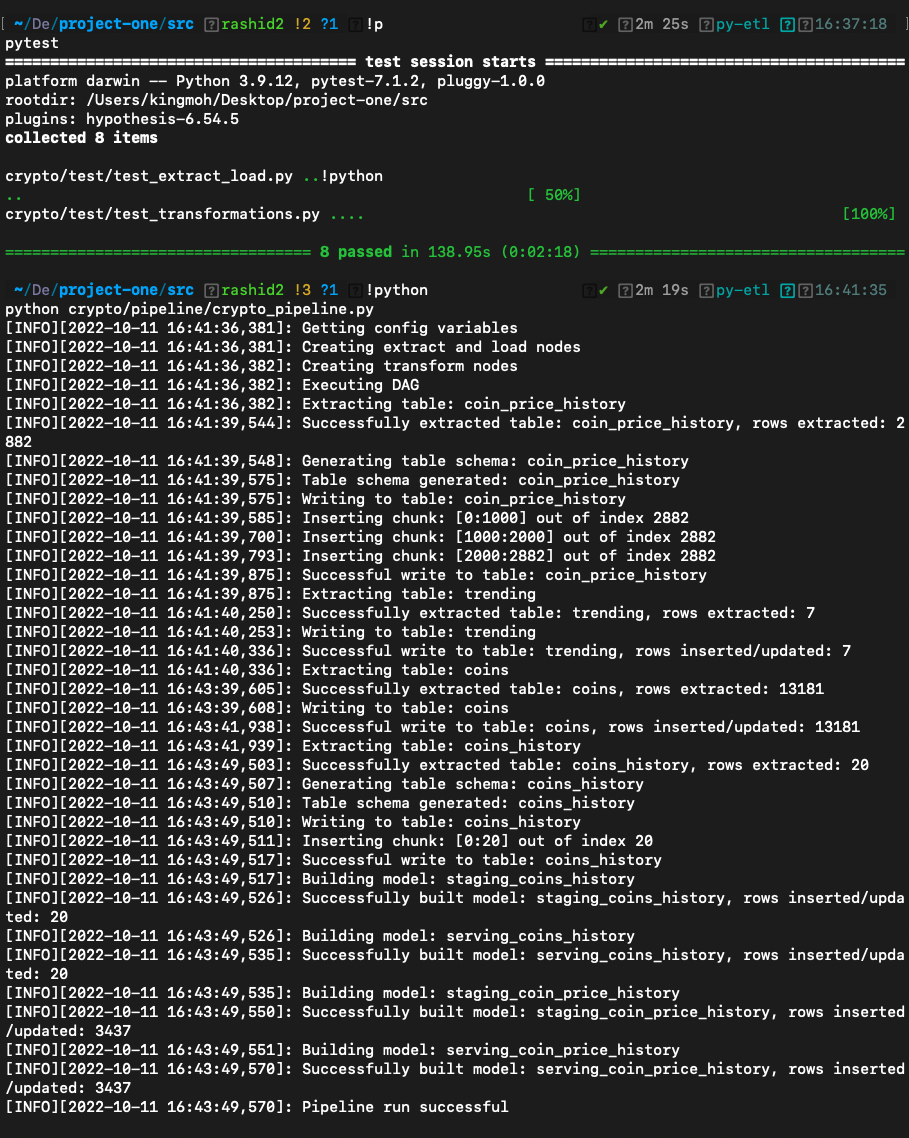 [ ~/De/project-one/src ?rashid2 !2 ?1 ?!p ?✔ ?2m 25s ?py-etl ??16:37:18 ]
pytest
======================================= test session starts ========================================
platform darwin -- Python 3.9.12, pytest-7.1.2, pluggy-1.0.0
rootdir: /Users/kingmoh/Desktop/project-one/src
plugins: hypothesis-6.54.5
collected 8 items
crypto/test/test_extract_load.py ..!python
.. [ 50%]
crypto/test/test_transformations.py .... [100%]
================================== 8 passed in 138.95s (0:02:18) ===================================
~/De/project-one/src ?rashid2 !3 ?1 ?!python ?✔ ?2m 19s ?py-etl ??16:41:35
python crypto/pipeline/crypto_pipeline.py
[INFO][2022-10-11 16:41:36,381]: Getting config variables
[INFO][2022-10-11 16:41:36,381]: Creating extract and load nodes
[INFO][2022-10-11 16:41:36,382]: Creating transform nodes
[INFO][2022-10-11 16:41:36,382]: Executing DAG
[INFO][2022-10-11 16:41:36,382]: Extracting table: coin_price_history
[INFO][2022-10-11 16:41:39,544]: Successfully extracted table: coin_price_history, rows extracted: 2
882
[INFO][2022-10-11 16:41:39,548]: Generating table schema: coin_price_history
[INFO][2022-10-11 16:41:39,575]: Table schema generated: coin_price_history
[INFO][2022-10-11 16:41:39,575]: Writing to table: coin_price_history
[INFO][2022-10-11 16:41:39,585]: Inserting chunk: [0:1000] out of index 2882
[INFO][2022-10-11 16:41:39,700]: Inserting chunk: [1000:2000] out of index 2882
[INFO][2022-10-11 16:41:39,793]: Inserting chunk: [2000:2882] out of index 2882
[INFO][2022-10-11 16:41:39,875]: Successful write to table: coin_price_history
[INFO][2022-10-11 16:41:39,875]: Extracting table: trending
[INFO][2022-10-11 16:41:40,250]: Successfully extracted table: trending, rows extracted: 7
[INFO][2022-10-11 16:41:40,253]: Writing to table: trending
[INFO][2022-10-11 16:41:40,336]: Successful write to table: trending, rows inserted/updated: 7
[INFO][2022-10-11 16:41:40,336]: Extracting table: coins
[INFO][2022-10-11 16:43:39,605]: Successfully extracted table: coins, rows extracted: 13181
[INFO][2022-10-11 16:43:39,608]: Writing to table: coins
[INFO][2022-10-11 16:43:41,938]: Successful write to table: coins, rows inserted/updated: 13181
[INFO][2022-10-11 16:43:41,939]: Extracting table: coins_history
[INFO][2022-10-11 16:43:49,503]: Successfully extracted table: coins_history, rows extracted: 20
[INFO][2022-10-11 16:43:49,507]: Generating table schema: coins_history
[INFO][2022-10-11 16:43:49,510]: Table schema generated: coins_history
[INFO][2022-10-11 16:43:49,510]: Writing to table: coins_history
[INFO][2022-10-11 16:43:49,511]: Inserting chunk: [0:20] out of index 20
[INFO][2022-10-11 16:43:49,517]: Successful write to table: coins_history
[INFO][2022-10-11 16:43:49,517]: Building model: staging_coins_history
[INFO][2022-10-11 16:43:49,526]: Successfully built model: staging_coins_history, rows inserted/upda
ted: 20
[INFO][2022-10-11 16:43:49,526]: Building model: serving_coins_history
[INFO][2022-10-11 16:43:49,535]: Successfully built model: serving_coins_history, rows inserted/upda
ted: 20
[INFO][2022-10-11 16:43:49,535]: Building model: staging_coin_price_history
[INFO][2022-10-11 16:43:49,550]: Successfully built model: staging_coin_price_history, rows inserted
/updated: 3437
[INFO][2022-10-11 16:43:49,551]: Building model: serving_coin_price_history
[INFO][2022-10-11 16:43:49,570]: Successfully built model: serving_coin_price_history, rows inserted
/updated: 3437
[INFO][2022-10-11 16:43:49,570]: Pipeline run successful